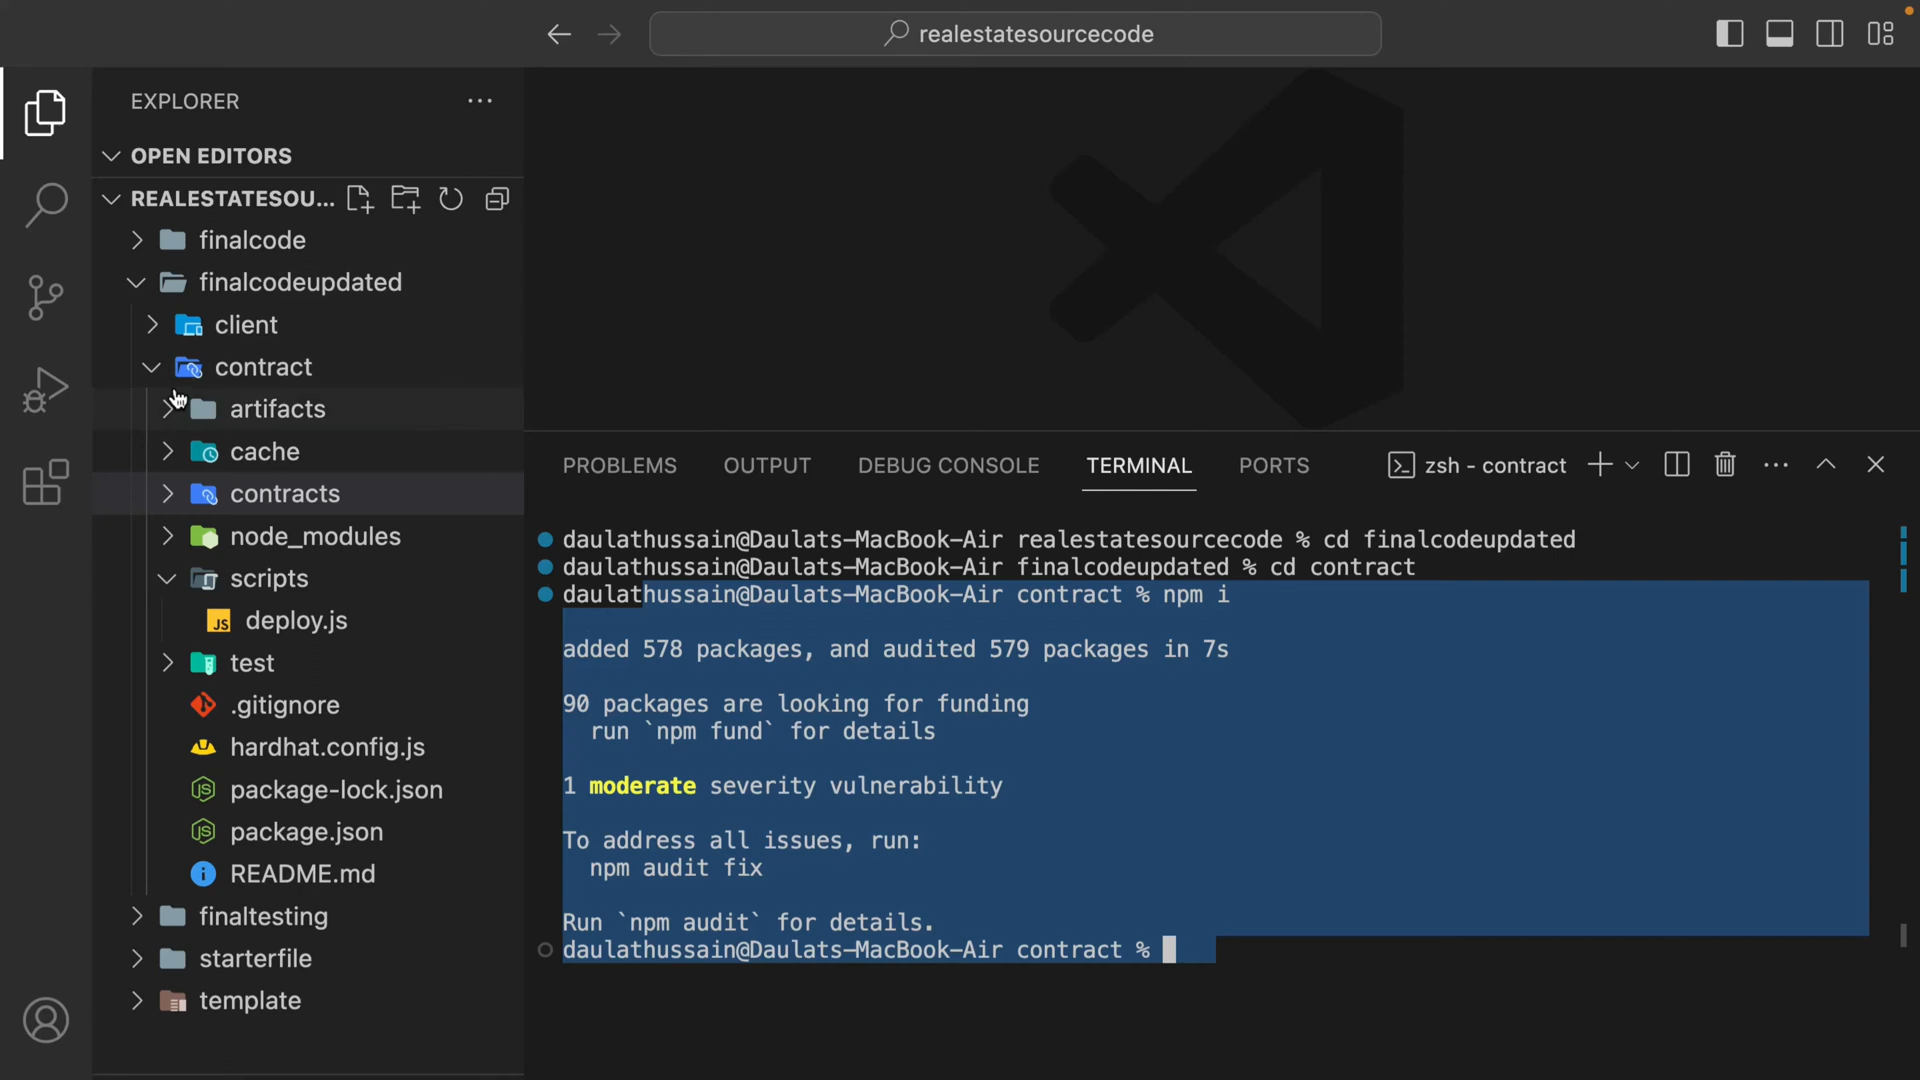 realestatesourcecode
EXPLORER
OPEN EDITORS
REALESTATESOU...
finalcode
finalcodeupdated
client
contract
artifacts
cache
contracts
node_modules
scripts
JS deploy.js
test
.gitignore
hardhat.config.js
package-lock.json
package.json
README.md
finaltesting
starterfile
template
PROBLEMS OUTPUT DEBUG CONSOLE TERMINAL PORTS zsh - contract
daulathussain@Daulats-MacBook-Air realestatesourcecode % cd finalcodeupdated
daulathussain@Daulats-MacBook-Air finalcodeupdated % cd contract
daulathussain@Daulats-MacBook-Air contract % npm i
added 578 packages, and audited 579 packages in 7s
90 packages are looking for funding
run `npm fund` for details
1 moderate severity vulnerability
To address all issues, run:
npm audit fix
Run `npm audit` for details.
daulathussain@Daulats-MacBook-Air contract %